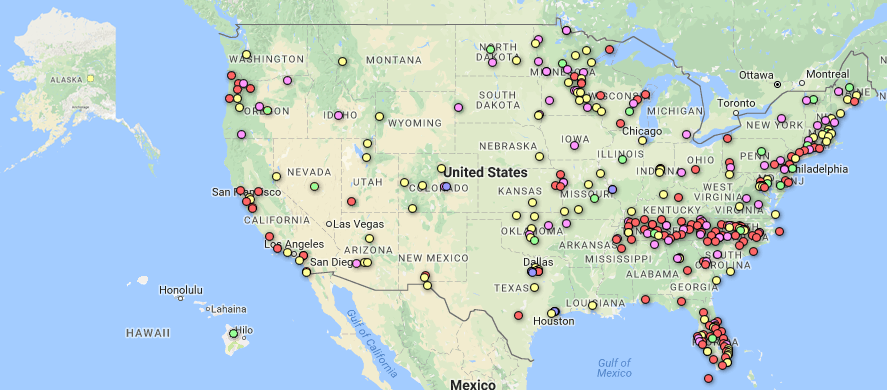 WASHINGTON
MONTANA
NORTH
DAKOTA
MINNESOTA
Ottawa
Montreal
ALASKA
SOUTH
DAKOTA
WISCONSIN
Toronto
MICHIGAN
OREGON
IDAHO
WYOMING
NEW YORK
Chicago
IOWA
NEBRASKA
ILLINOIS
OHIO
PENN
Philadelphia
NJ
NEVADA
UTAH
COLORADO
United States
KANSAS
MISSOURI
WEST
VIRGINIA
San Francisco
KENTUCKY
VIRGINIA
CALIFORNIA
Las Vegas
Los Angeles
ARIZONA
NEW MEXICO
OKLAHOMA
ARKANSAS
San Diego
Dallas
MISSISSIPPI
SOUTH
CAROLINA
ALABAMA
GEORGIA
TEXAS
LOUISIANA
Honolulu
Lahaina
HAWAII
Hilo
Houston
Gulf of
California
Gulf of
Mexico
Mexico